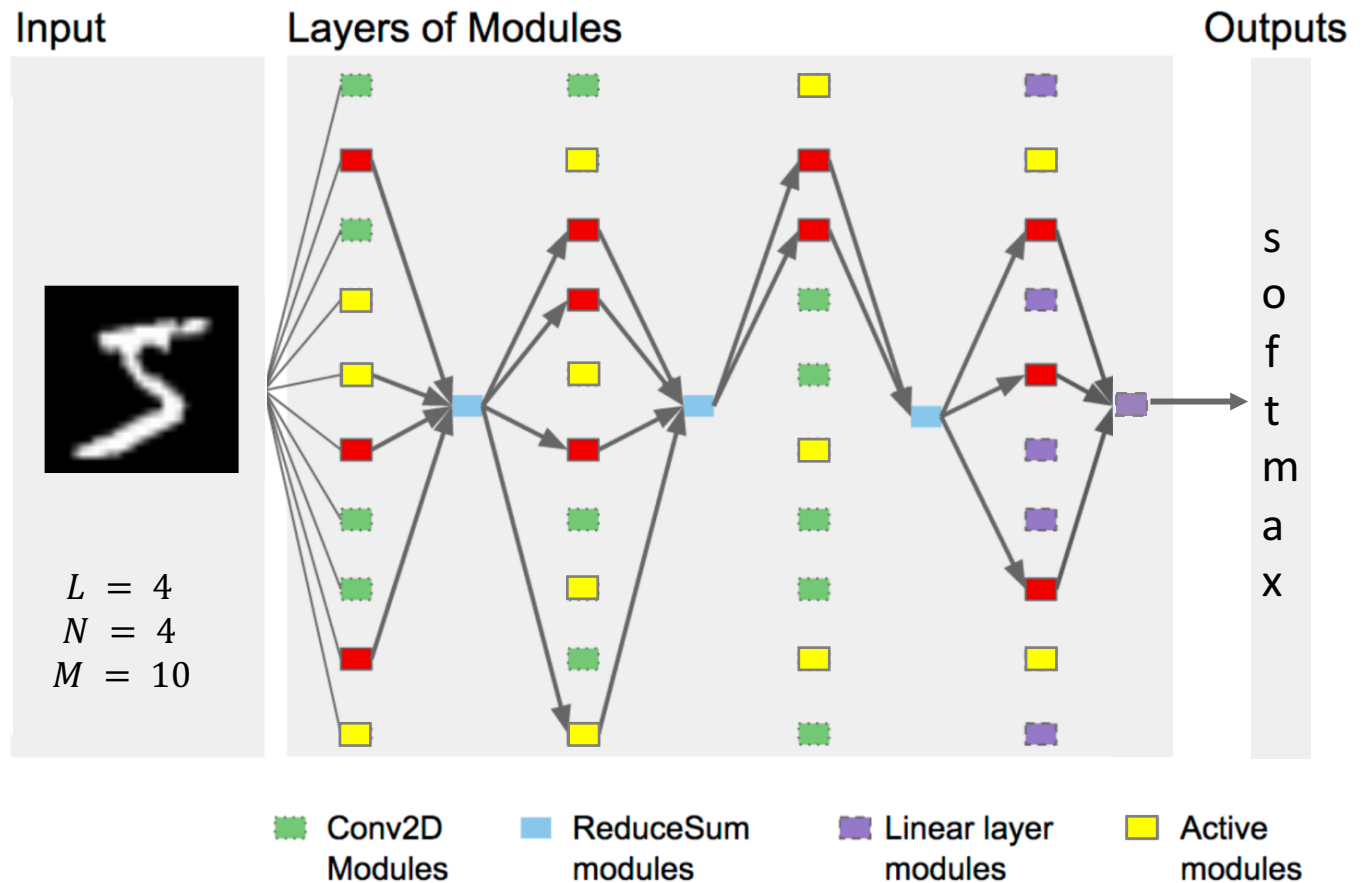 Input
Layers of Modules
Outputs
L = 4
N = 4
M = 10
s
o
f
t
m
a
x
Conv2D
Modules
ReduceSum
modules
Linear layer
modules
Active
modules